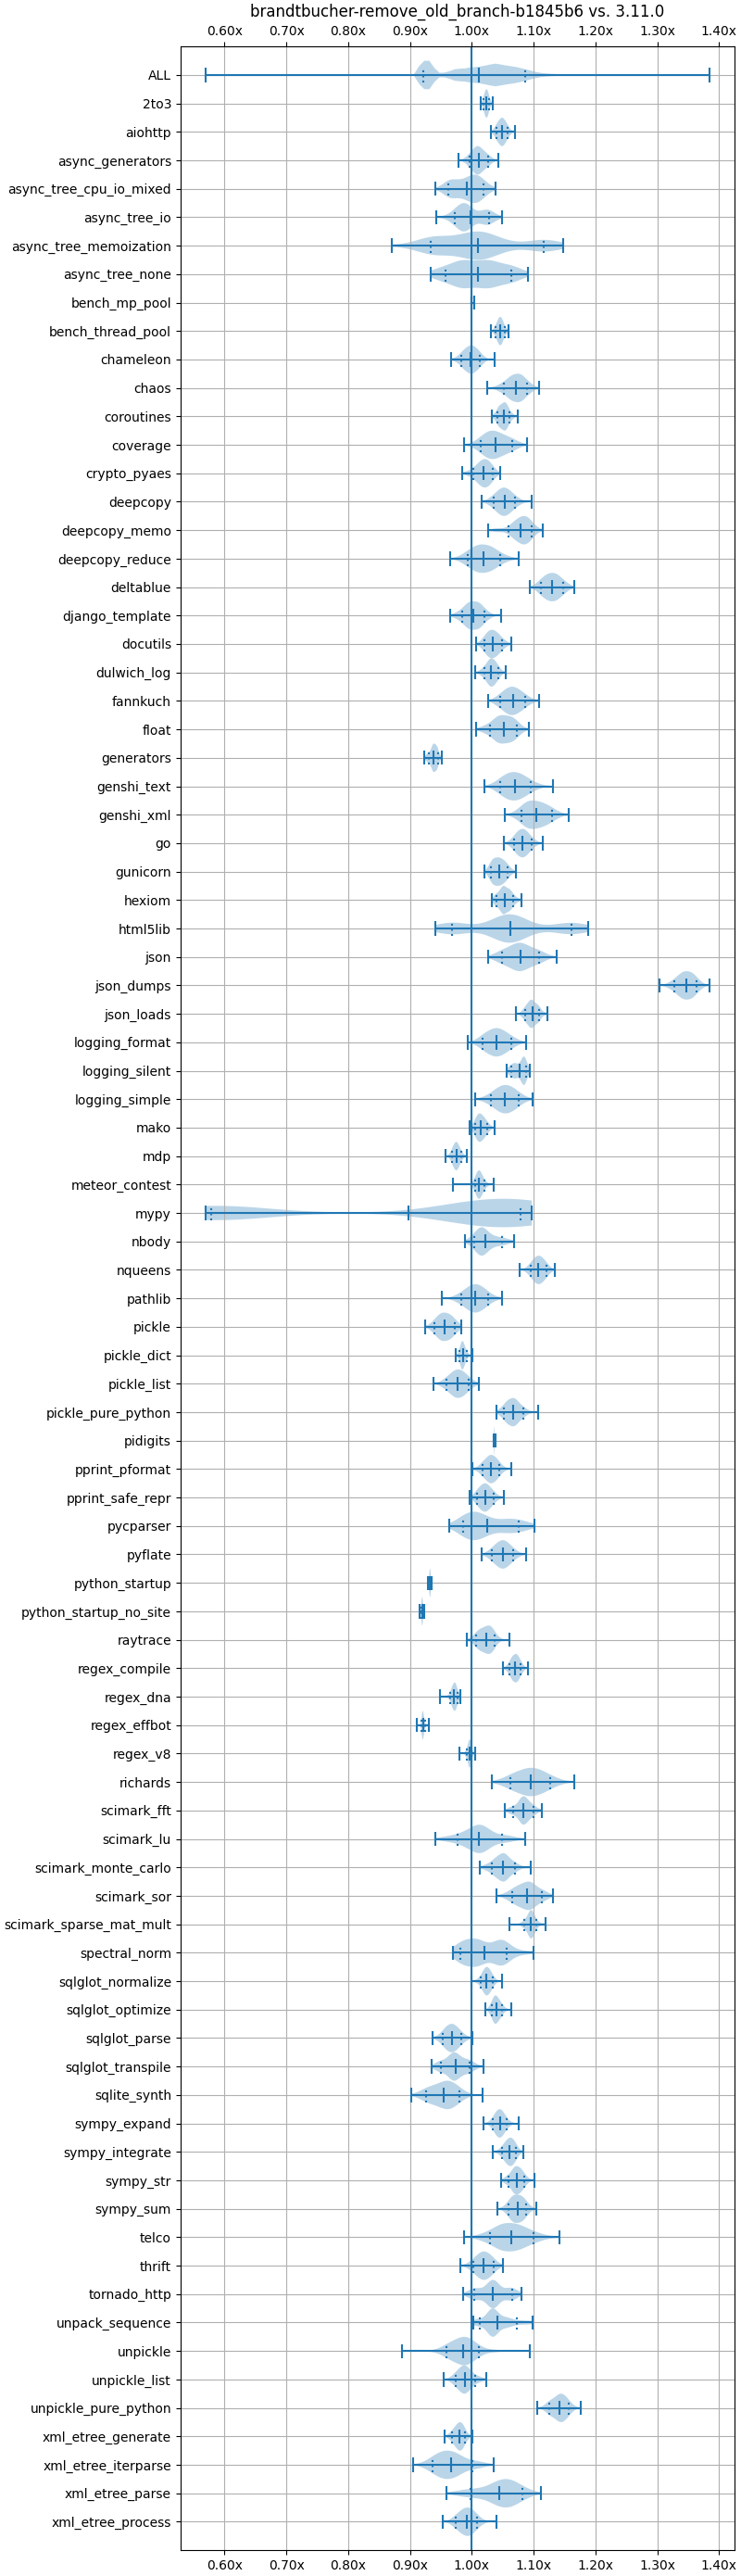 brandtbucher-remove_old_branch-b1845b6 vs. 3.11.0
0.60x 0.70x 0.80x 0.90x 1.00x 1.10x 1.20x 1.30x 1.40x
ALL
2to3
aiohttp
async_generators
async_tree_cpu_io_mixed
async_tree_io
async_tree_memoization
async_tree_none
bench_mp_pool
bench_thread_pool
chameleon
chaos
coroutines
coverage
crypto_pyaes
deepcopy
deepcopy_memo
deepcopy_reduce
deltablue
django_template
docutils
dulwich_log
fannkuch
float
generators
genshi_text
genshi_xml
go
gunicorn
hexiom
html5lib
json
json_dumps
json_loads
logging_format
logging_silent
logging_simple
mako
mdp
meteor_contest
mypy
nbody
nqueens
pathlib
pickle
pickle_dict
pickle_list
pickle_pure_python
pidigits
pprint_pformat
pprint_safe_repr
pycparser
pyflate
python_startup
python_startup_no_site
raytrace
regex_compile
regex_dna
regex_effbot
regex_v8
richards
scimark_fft
scimark_lu
scimark_monte_carlo
scimark_sor
scimark_sparse_mat_mult
spectral_norm
sqlglot_normalize
sqlglot_optimize
sqlglot_parse
sqlglot_transpile
sqlite_synth
sympy_expand
sympy_integrate
sympy_str
sympy_sum
telco
thrift
tornado_http
unpack_sequence
unpickle
unpickle_list
unpickle_pure_python
xml_etree_generate
xml_etree_iterparse
xml_etree_parse
xml_etree_process
0.60x 0.70x 0.80x 0.90x 1.00x 1.10x 1.20x 1.30x 1.40x